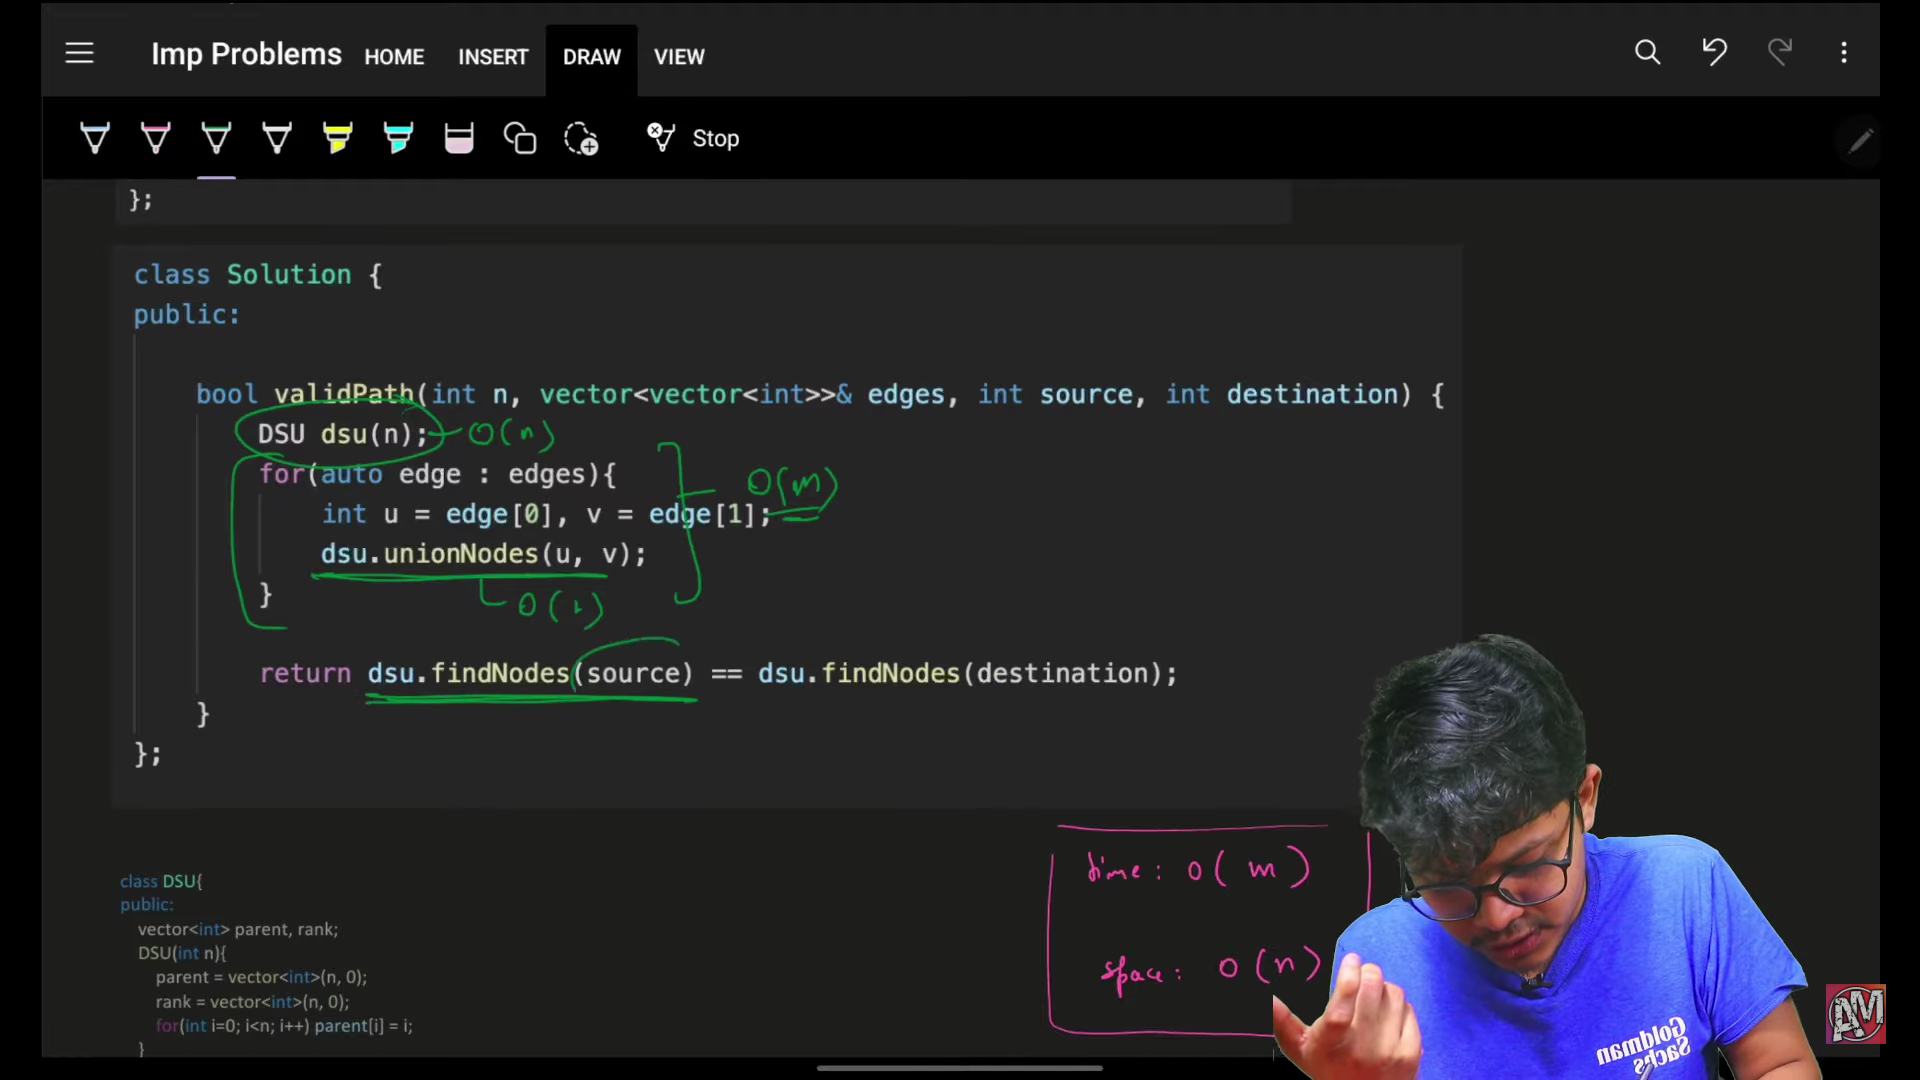 Imp Problems HOME INSERT DRAW VIEW
Stop
};
class Solution {
public:
bool validPath(int n, vector<vector<int>>& edges, int source, int destination) {
DSU dsu(n); O(n)
for(auto edge : edges){
O(m)
int u = edge[0], v = edge[1];
dsu.unionNodes(u, v);
}
O(1)
return dsu.findNodes(source) == dsu.findNodes(destination);
}
};
time: O( m )
space: O (n)
class DSU{
public:
vector<int> parent, rank;
DSU(int n){
parent = vector<int>(n, 0);
rank = vector<int>(n, 0);
for(int i=0; i<n; i++) parent[i] = i;
}
Goldman
Sachs
AM